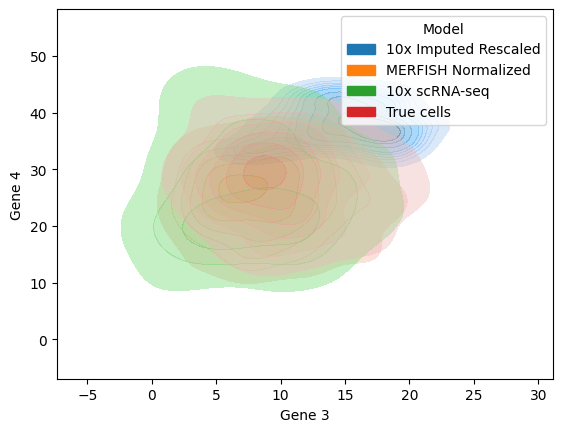 Model
10x Imputed Rescaled
MERFISH Normalized
10x scRNA-seq
True cells
50
40
30
20
10
0
Gene 4
−5
0
5
10
15
20
25
30
Gene 3